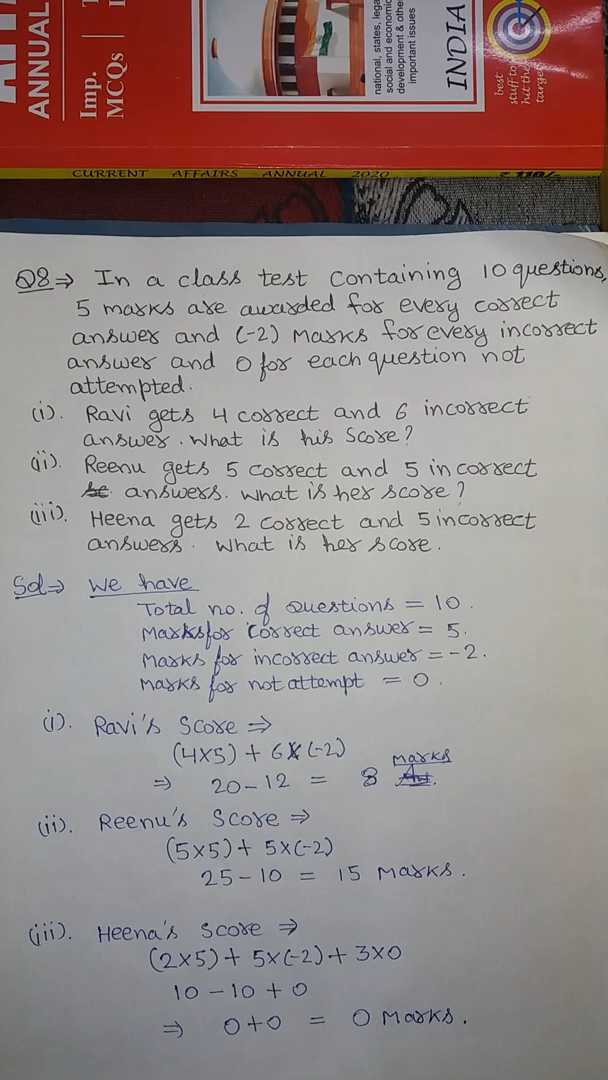 ANNUAL
Imp.
MCQs
national, states, lega
social and economic
development & othe
important issues
INDIA
best
stuff to
hit the
target
CURRENT AFFAIRS ANNUAL 2020
Q8⇒ In a class test containing 10 questions,
5 marks are awarded for every correct
answer and (-2) Marks for every incorrect
answer and 0 for each question not
attempted.
(i). Ravi gets 4 correct and 6 incorrect
answer. What is his score?
(ii). Reenu gets 5 correct and 5 incorrect
answers. What is her score?
(iii). Heena gets 2 correct and 5 incorrect
answers. What is her score.
Sol⇒ We have
Total no. of questions = 10.
Marks for correct answer = 5.
Marks for incorrect answer = -2.
Marks for not attempt = 0.
(i). Ravi's Score ⇒
(4×5) + 6×(-2)
⇒ 20-12 = 8 Marks
(ii). Reenu's Score ⇒
(5×5) + 5×(-2)
25-10 = 15 Marks.
(iii). Heena's Score ⇒
(2×5) + 5×(-2) + 3×0
10-10+0
⇒ 0+0 = 0 Marks.